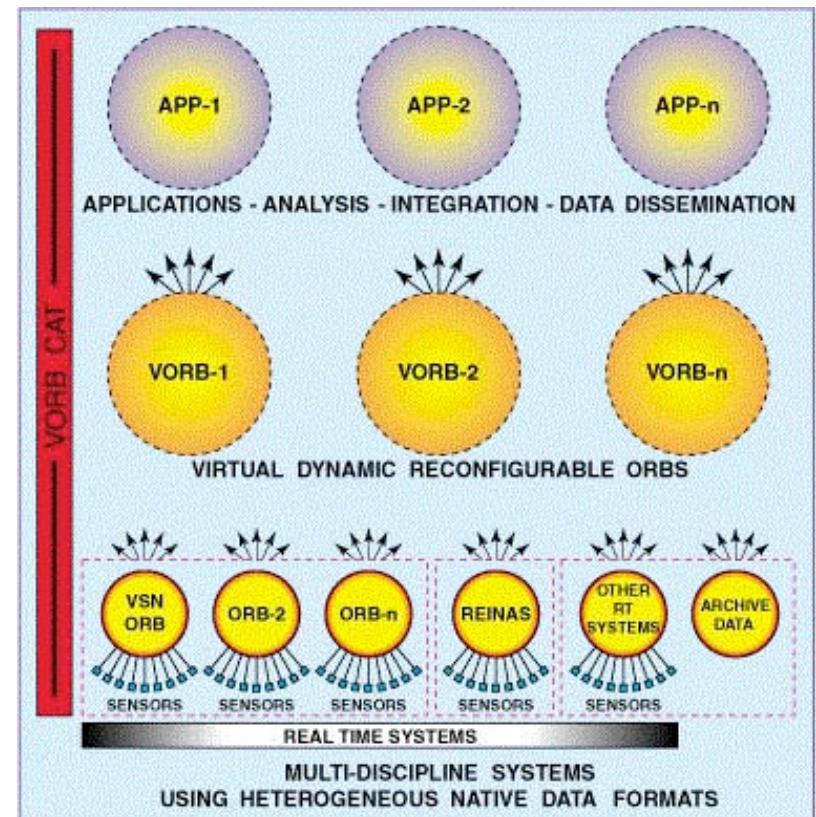 APP-1
APP-2
APP-n
APPLICATIONS - ANALYSIS - INTEGRATION - DATA DISSEMINATION
VORB CAT
VORB-1
VORB-2
VORB-n
VIRTUAL DYNAMIC RECONFIGURABLE ORBS
VSN
ORB
ORB-2
ORB-n
REINAS
OTHER
RT
SYSTEMS
ARCHIVE
DATA
SENSORS
SENSORS
SENSORS
SENSORS
SENSORS
REAL TIME SYSTEMS
MULTI-DISCIPLINE SYSTEMS
USING HETEROGENEOUS NATIVE DATA FORMATS